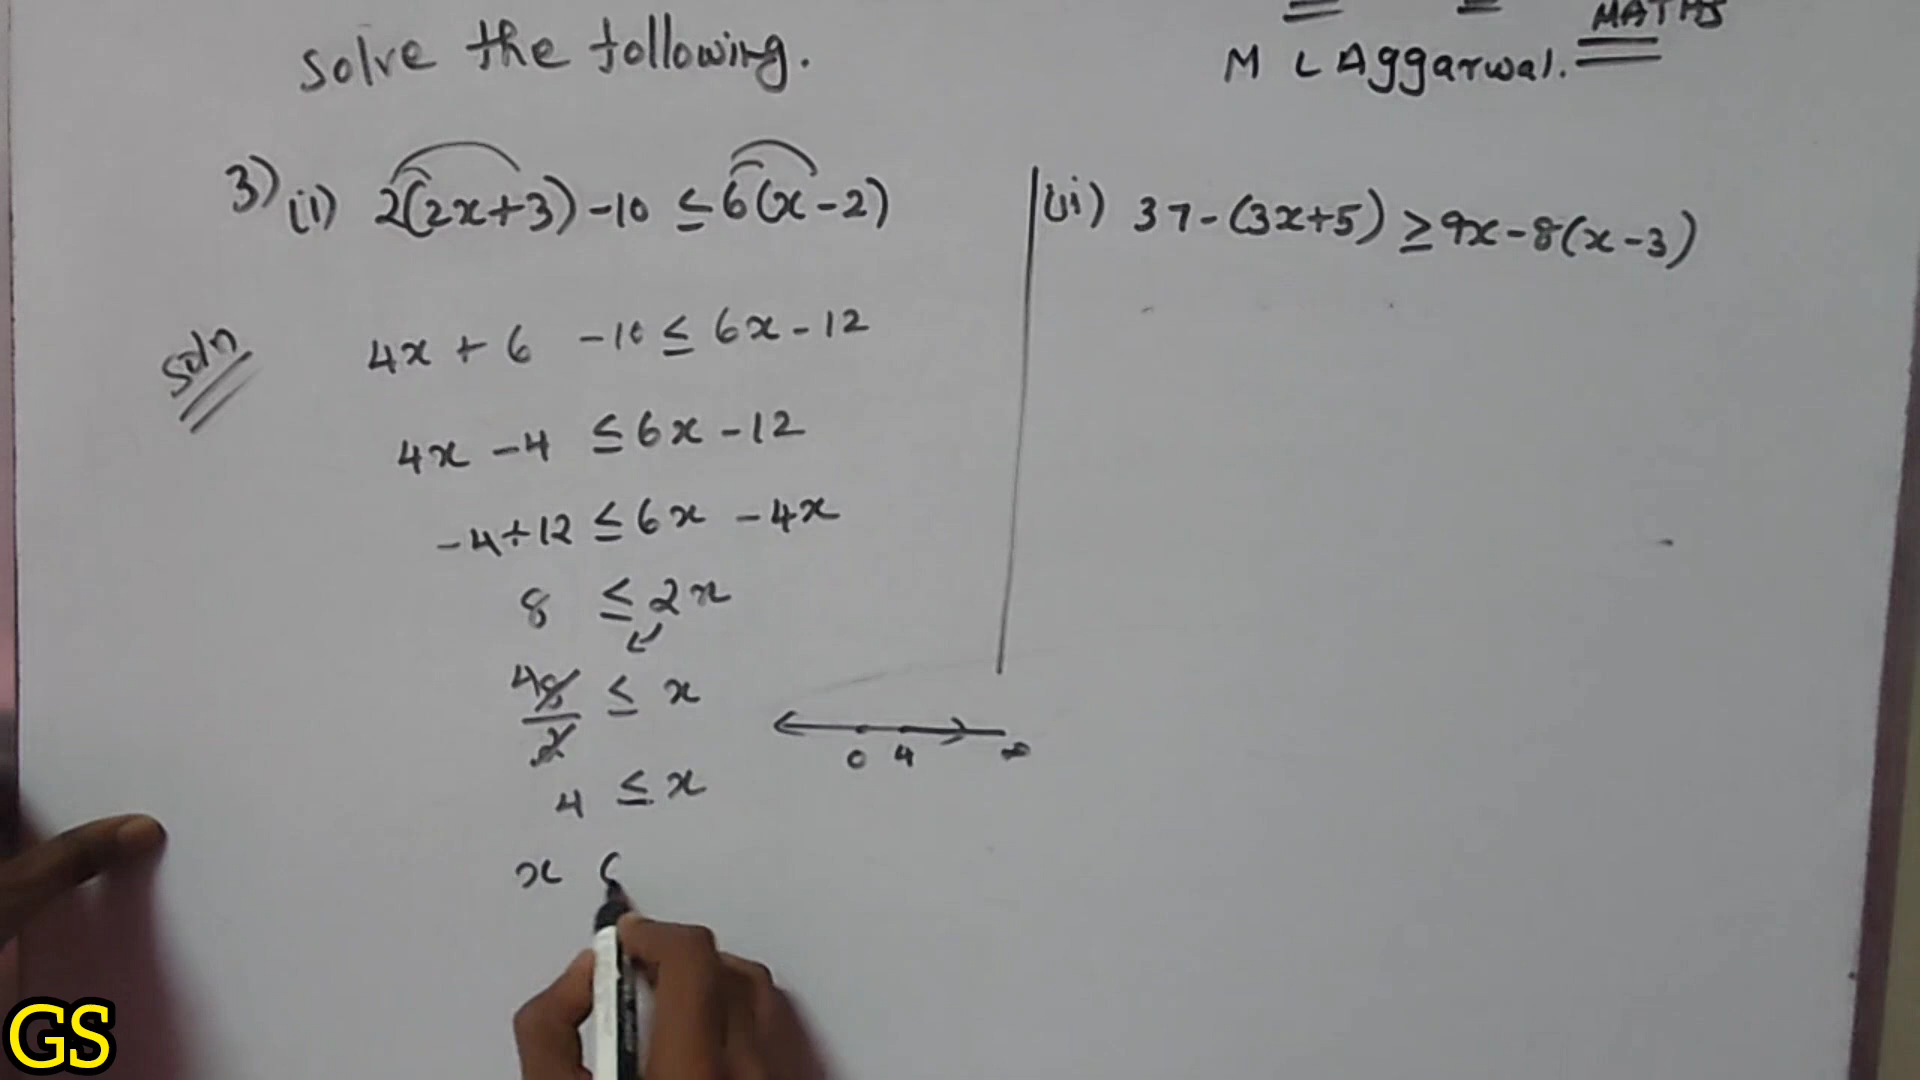 MATHS
solve the following.
M L Aggarwal.
3) (i) 2(2x+3)-10 ≤ 6(x-2)
(ii) 37-(3x+5) ≥ 9x-8(x-3)
Soln
4x + 6 -10 ≤ 6x - 12
4x - 4 ≤ 6x - 12
-4+12 ≤ 6x - 4x
8 ≤ 2x
4 8/2 ≤ x
0 4 ∞
4 ≤ x
x
GS